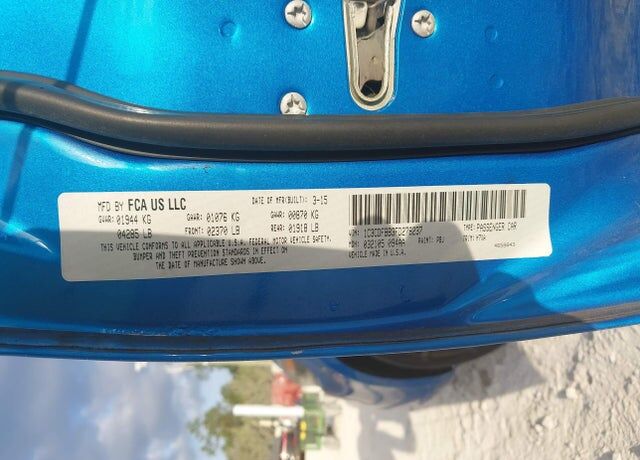 MFD BY FCA US LLC
DATE OF MFR(BUILT): 3-15
GVWR: 01944 KG
04285 LB
GAWR: 01076 KG
FRONT: 02370 LB
GAWR: 00870 KG
REAR: 01918 LB
THIS VEHICLE CONFORMS TO ALL APPLICABLE FEDERAL MOTOR VEHICLE SAFETY,
BUMPER AND THEFT PREVENTION STANDARDS IN EFFECT ON
THE DATE OF MANUFACTURE SHOWN ABOVE.
VIN:
TYPE: PASSENGER CAR
MDH:
PAINT: PBJ
TRIM:
VEHICLE MADE IN U.S.A.